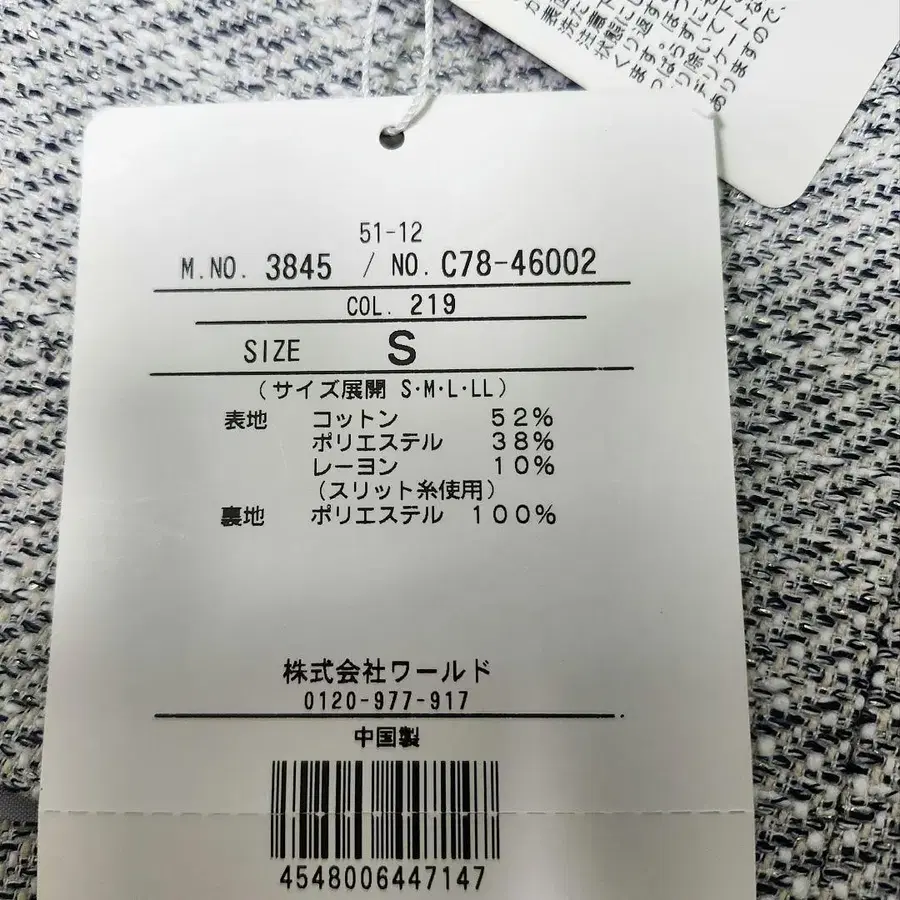 51-12
M.NO. 3845 / NO. C78-46002
COL. 219
SIZE S
(サイズ展開 S・M・L・LL)
表地 コットン 52%
ポリエステル 38%
レーヨン 10%
(スリット糸使用)
裏地 ポリエステル 100%
株式会社ワールド
0120-977-917
中国製
4548006447147